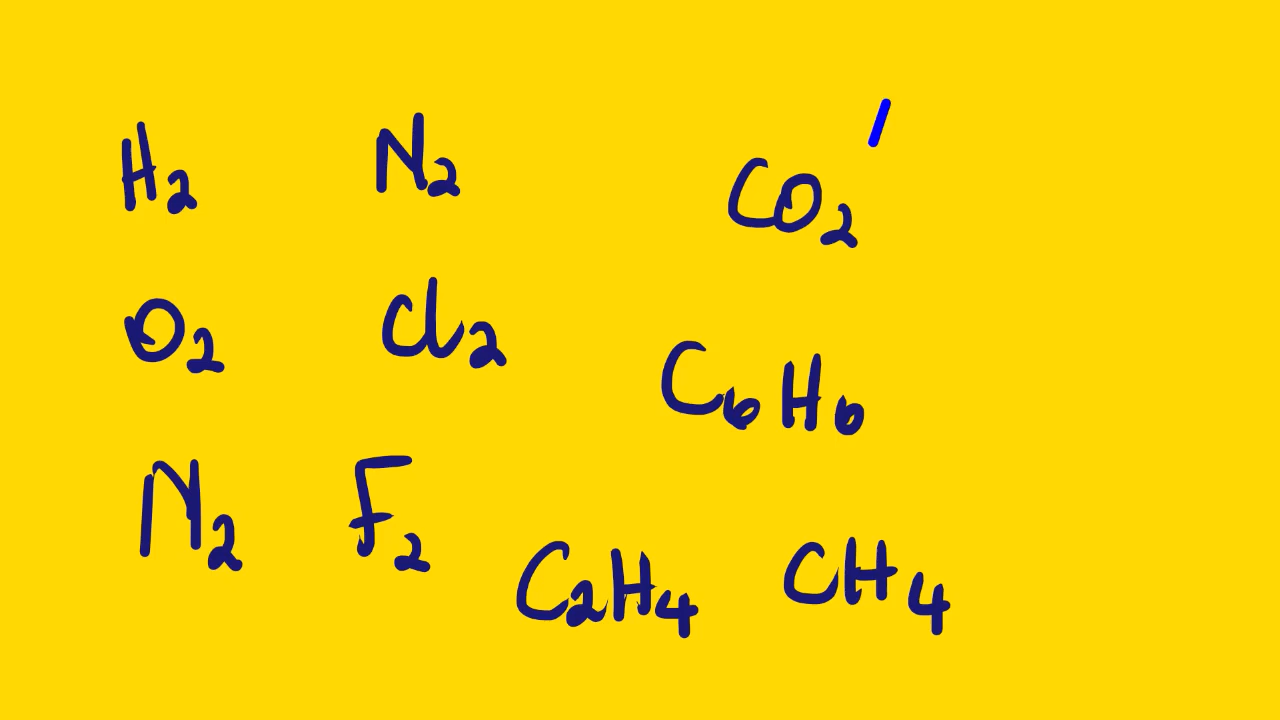 H₂ N₂ CO₂
O₂ Cl₂ C₆H₆
N₂ F₂ C₂H₄ CH₄